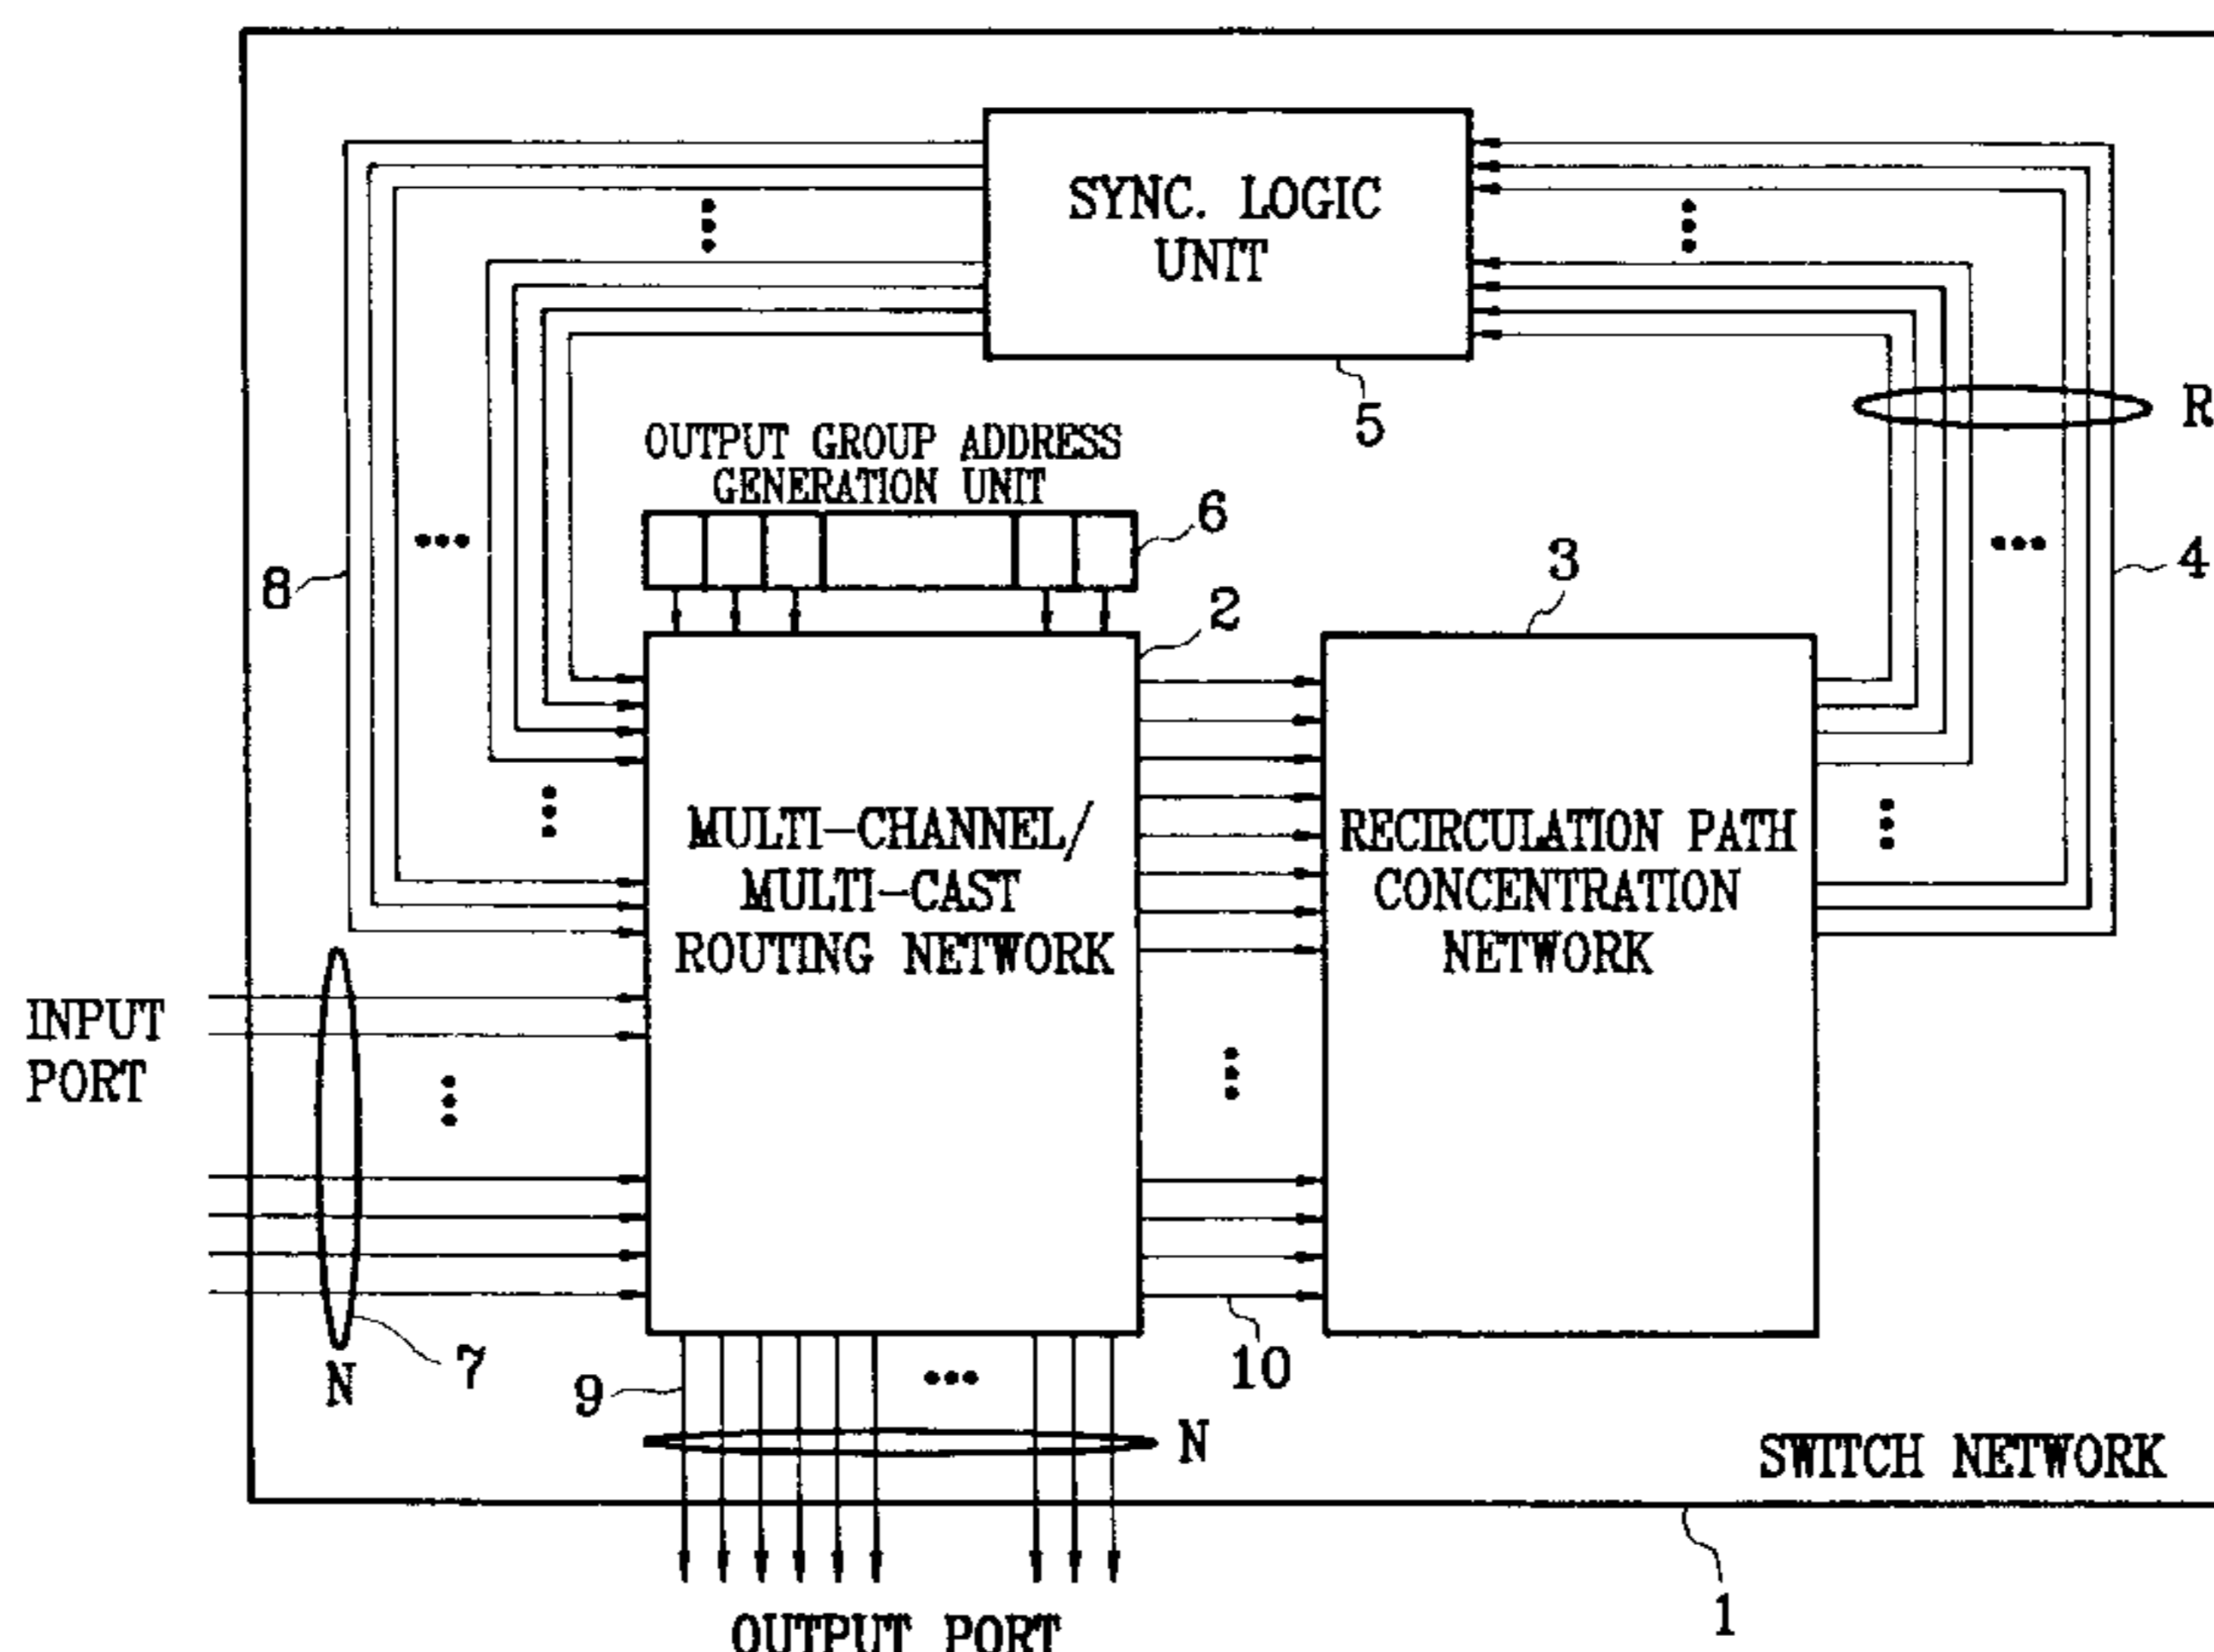 SYNC. LOGIC
UNIT
5
R
OUTPUT GROUP ADDRESS
GENERATION UNIT
6
8
2
3
4
MULTI-CHANNEL/
MULTI-CAST
ROUTING NETWORK
RECIRCULATION PATH
CONCENTRATION
NETWORK
INPUT
PORT
7
N
9
10
N
SWITCH NETWORK
1
OUTPUT PORT